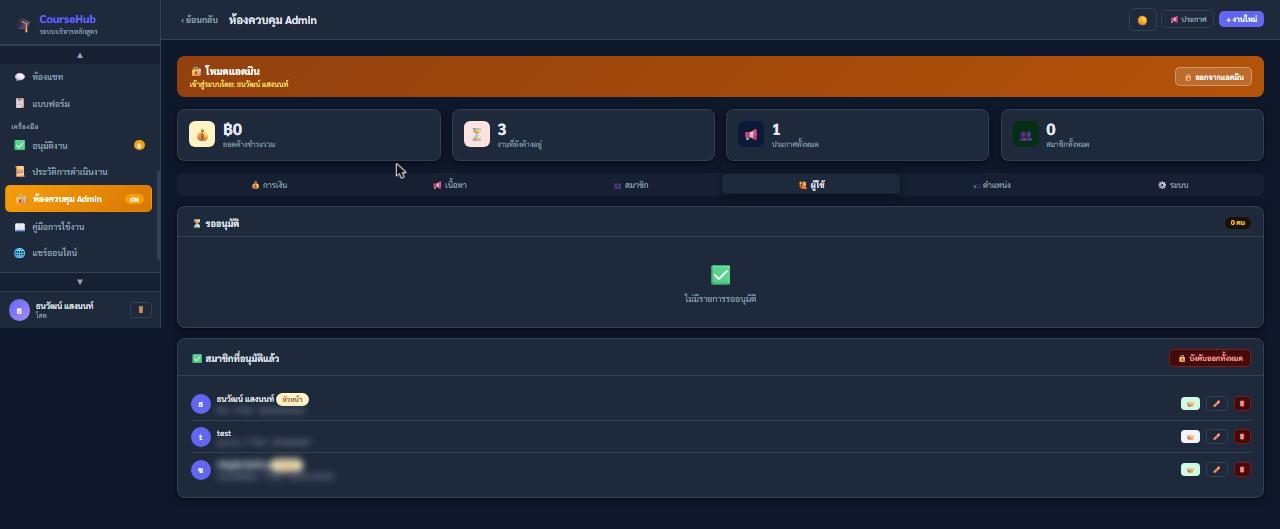 CourseHub
ระบบบริหารหลักสูตร
▲
ห้องแชท
แบบฟอร์ม
เครื่องมือ
อนุมัติงาน 0
ประวัติการดำเนินงาน
ห้องควบคุม Admin ON
คู่มือการใช้งาน
แชร์ออนไลน์
▼
ธ
ธนวัฒน์ แสงนนท์
โสด
‹ ย้อนกลับ ห้องควบคุม Admin
ประกาศ
+ งานใหม่
โหมดแอดมิน
เข้าสู่ระบบโดย: ธนวัฒน์ แสงนนท์
ออกจากแอดมิน
฿0
ยอดค้างชำระรวม
3
งานที่ยังค้างอยู่
1
ประกาศทั้งหมด
0
สมาชิกทั้งหมด
การเงิน เนื้อหา สมาชิก ผู้ใช้ ตำแหน่ง ระบบ
รออนุมัติ 0 คน
ไม่มีรายการรออนุมัติ
สมาชิกที่อนุมัติแล้ว บังคับออกทั้งหมด
ธ ธนวัฒน์ แสงนนท์ หัวหน้า
t test
ข